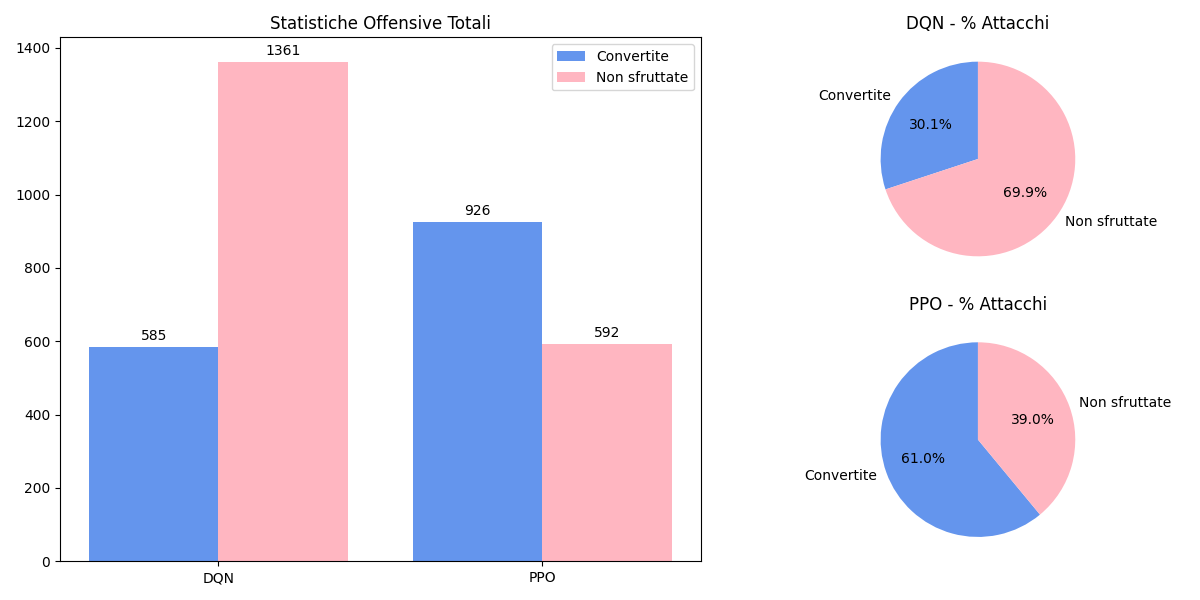 Statistiche Offensive Totali
1400
1200
1000
800
600
400
200
0
1361
585
926
592
Convertite
Non sfruttate
DQN
PPO
DQN - % Attacchi
Convertite
30.1%
69.9%
Non sfruttate
PPO - % Attacchi
Non sfruttate
39.0%
61.0%
Convertite